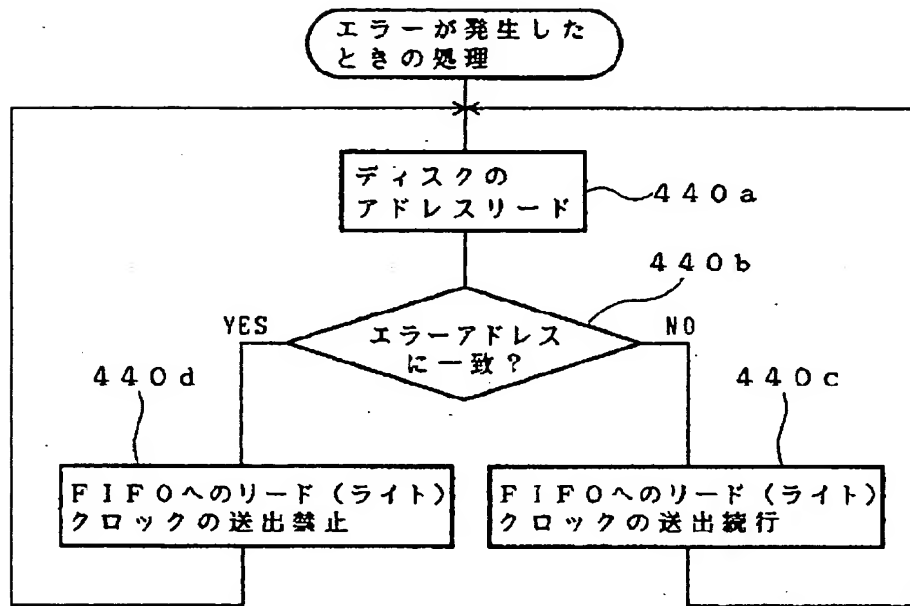 エラーが発生した
ときの処理
ディスクの
アドレスリード
440a
440b
YES
エラーアドレス
に一致?
NO
440d
440c
FIFOへのリード(ライト)
クロックの送出禁止
FIFOへのリード(ライト)
クロックの送出続行